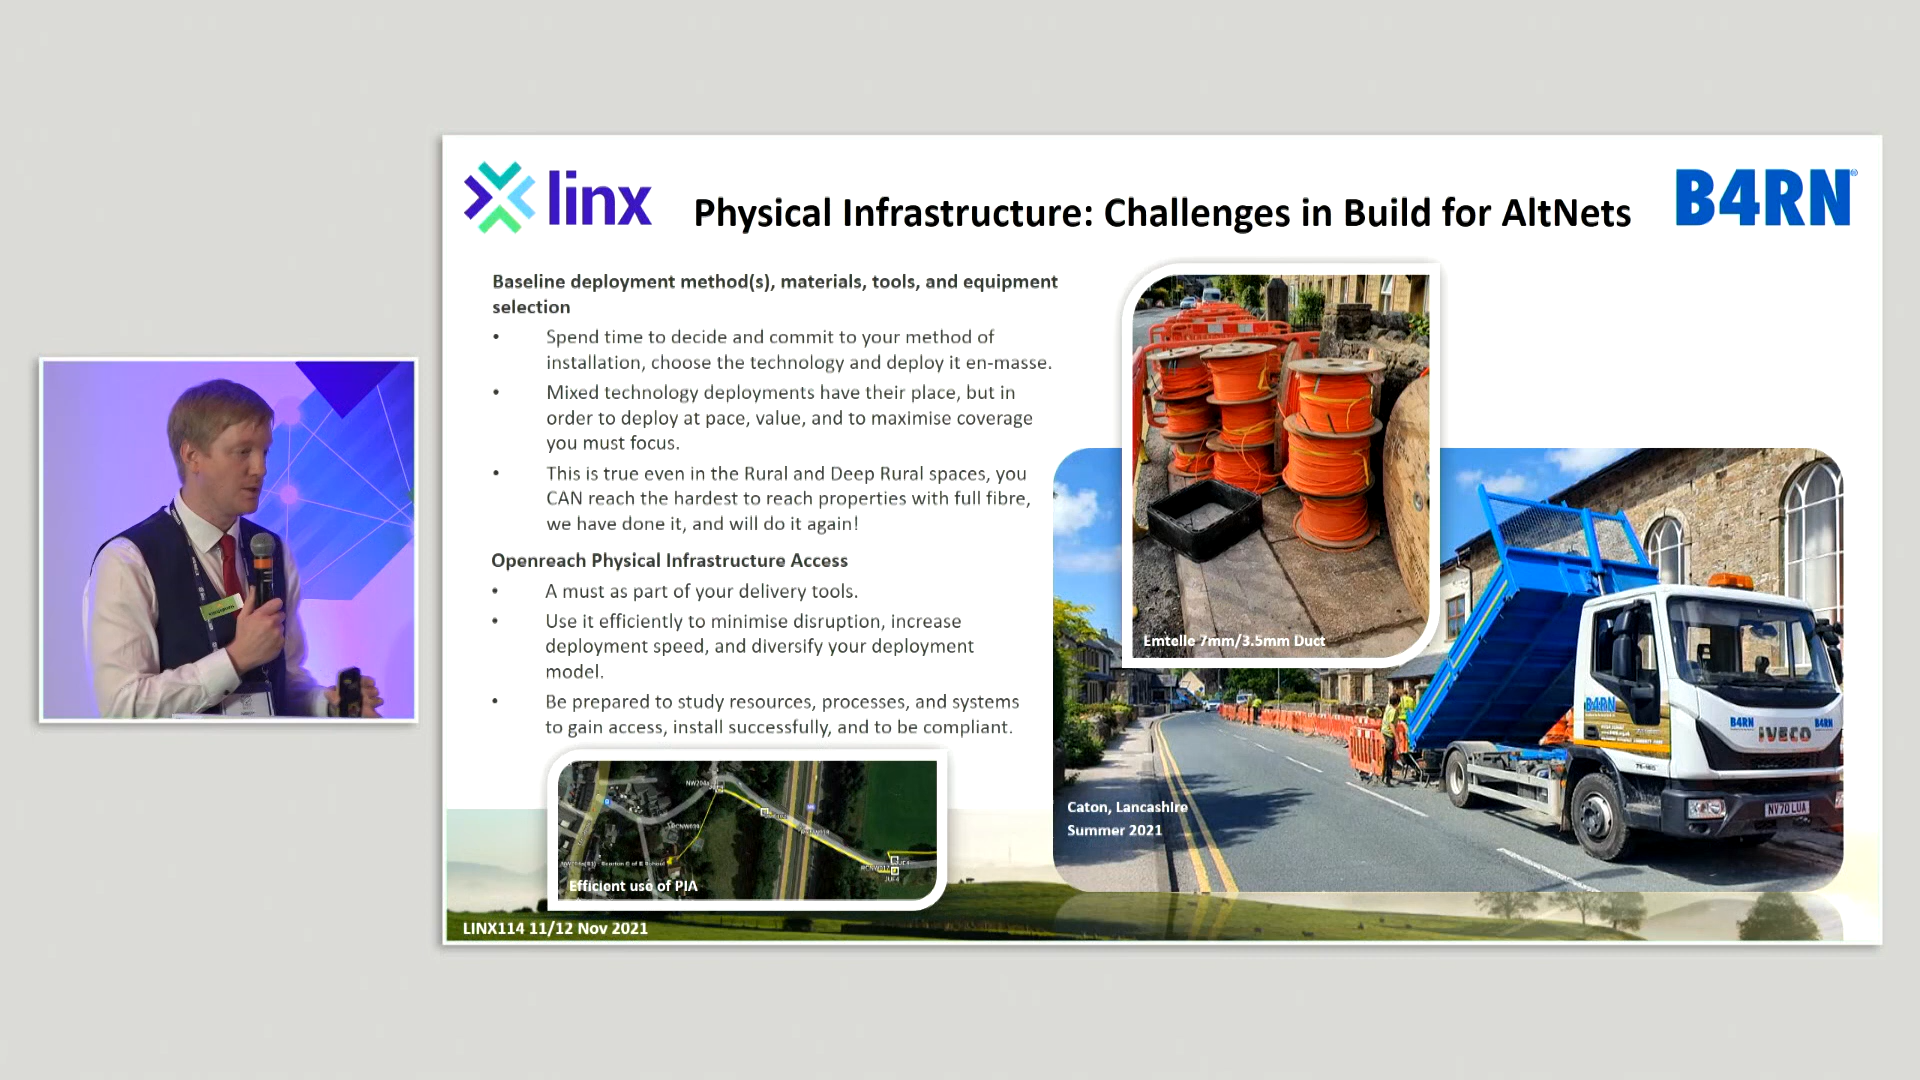 linx
Physical Infrastructure: Challenges in Build for AltNets
B4RN®
Baseline deployment method(s), materials, tools, and equipment
selection
• Spend time to decide and commit to your method of
installation, choose the technology and deploy it en-masse.
• Mixed technology deployments have their place, but in
order to deploy at pace, value, and to maximise coverage
you must focus.
• This is true even in the Rural and Deep Rural spaces, you
CAN reach the hardest to reach properties with full fibre,
we have done it, and will do it again!
Openreach Physical Infrastructure Access
• A must as part of your delivery tools.
• Use it efficiently to minimise disruption, increase
deployment speed, and diversify your deployment
model.
• Be prepared to study resources, processes, and systems
to gain access, install successfully, and to be compliant.
Emtelle 7mm/3.5mm Duct
B4RN
B4RN
B4RN
IVECO
NV70 LUA
Caton, Lancashire
Summer 2021
Efficient use of PIA
LINX114 11/12 Nov 2021